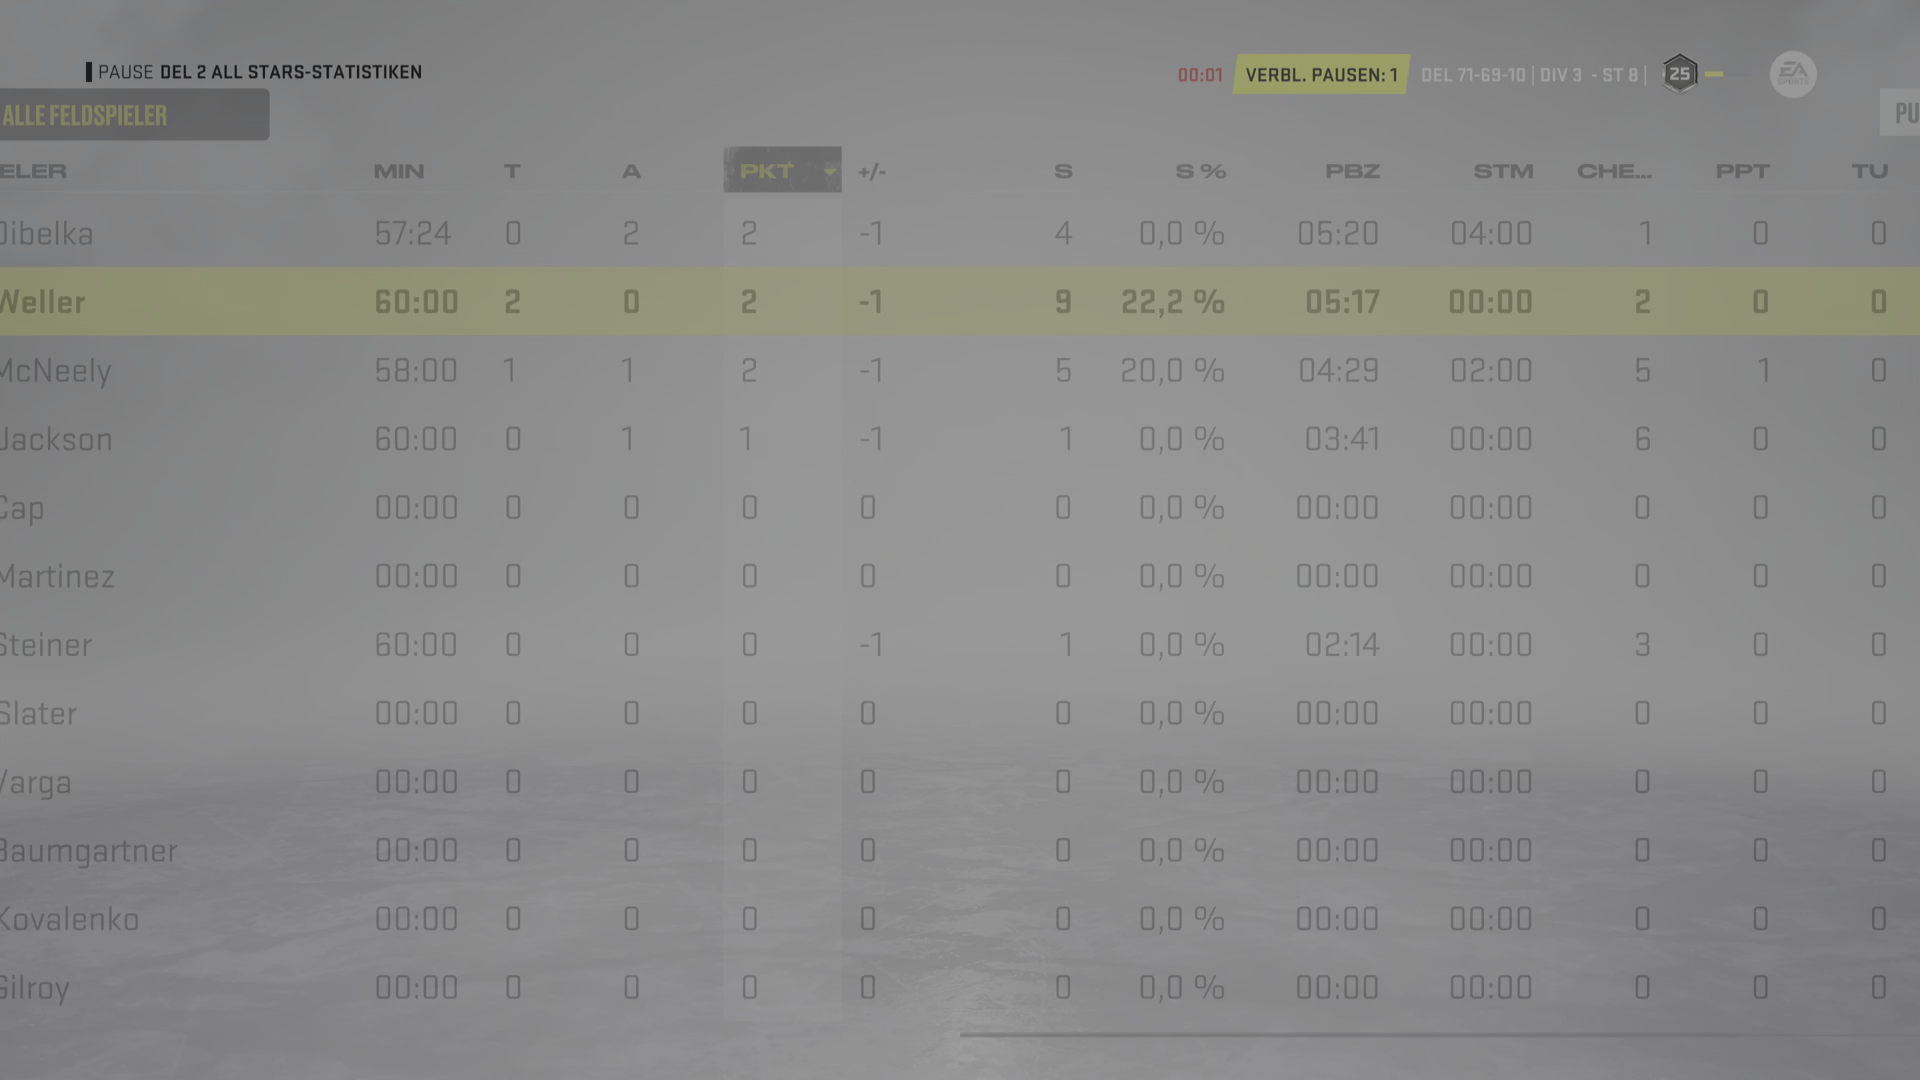 PAUSE DEL 2 ALL STARS-STATISTIKEN
00:01 VERBL. PAUSEN: 1 DEL 71-69-10 | DIV 3 - ST 8 | 25 EA SPORTS
ALLE FELDSPIELER PU
ELER MIN T A PKT +/- S S % PBZ STM CHE... PPT TU
Dibelka 57:24 0 2 2 -1 4 0,0 % 05:20 04:00 1 0 0
Weller 60:00 2 0 2 -1 9 22,2 % 05:17 00:00 2 0 0
McNeely 58:00 1 1 2 -1 5 20,0 % 04:29 02:00 5 1 0
Jackson 60:00 0 1 1 -1 1 0,0 % 03:41 00:00 6 0 0
Cap 00:00 0 0 0 0 0 0,0 % 00:00 00:00 0 0 0
Martinez 00:00 0 0 0 0 0 0,0 % 00:00 00:00 0 0 0
Steiner 60:00 0 0 0 -1 1 0,0 % 02:14 00:00 3 0 0
Slater 00:00 0 0 0 0 0 0,0 % 00:00 00:00 0 0 0
Varga 00:00 0 0 0 0 0 0,0 % 00:00 00:00 0 0 0
Baumgartner 00:00 0 0 0 0 0 0,0 % 00:00 00:00 0 0 0
Kovalenko 00:00 0 0 0 0 0 0,0 % 00:00 00:00 0 0 0
Gilroy 00:00 0 0 0 0 0 0,0 % 00:00 00:00 0 0 0